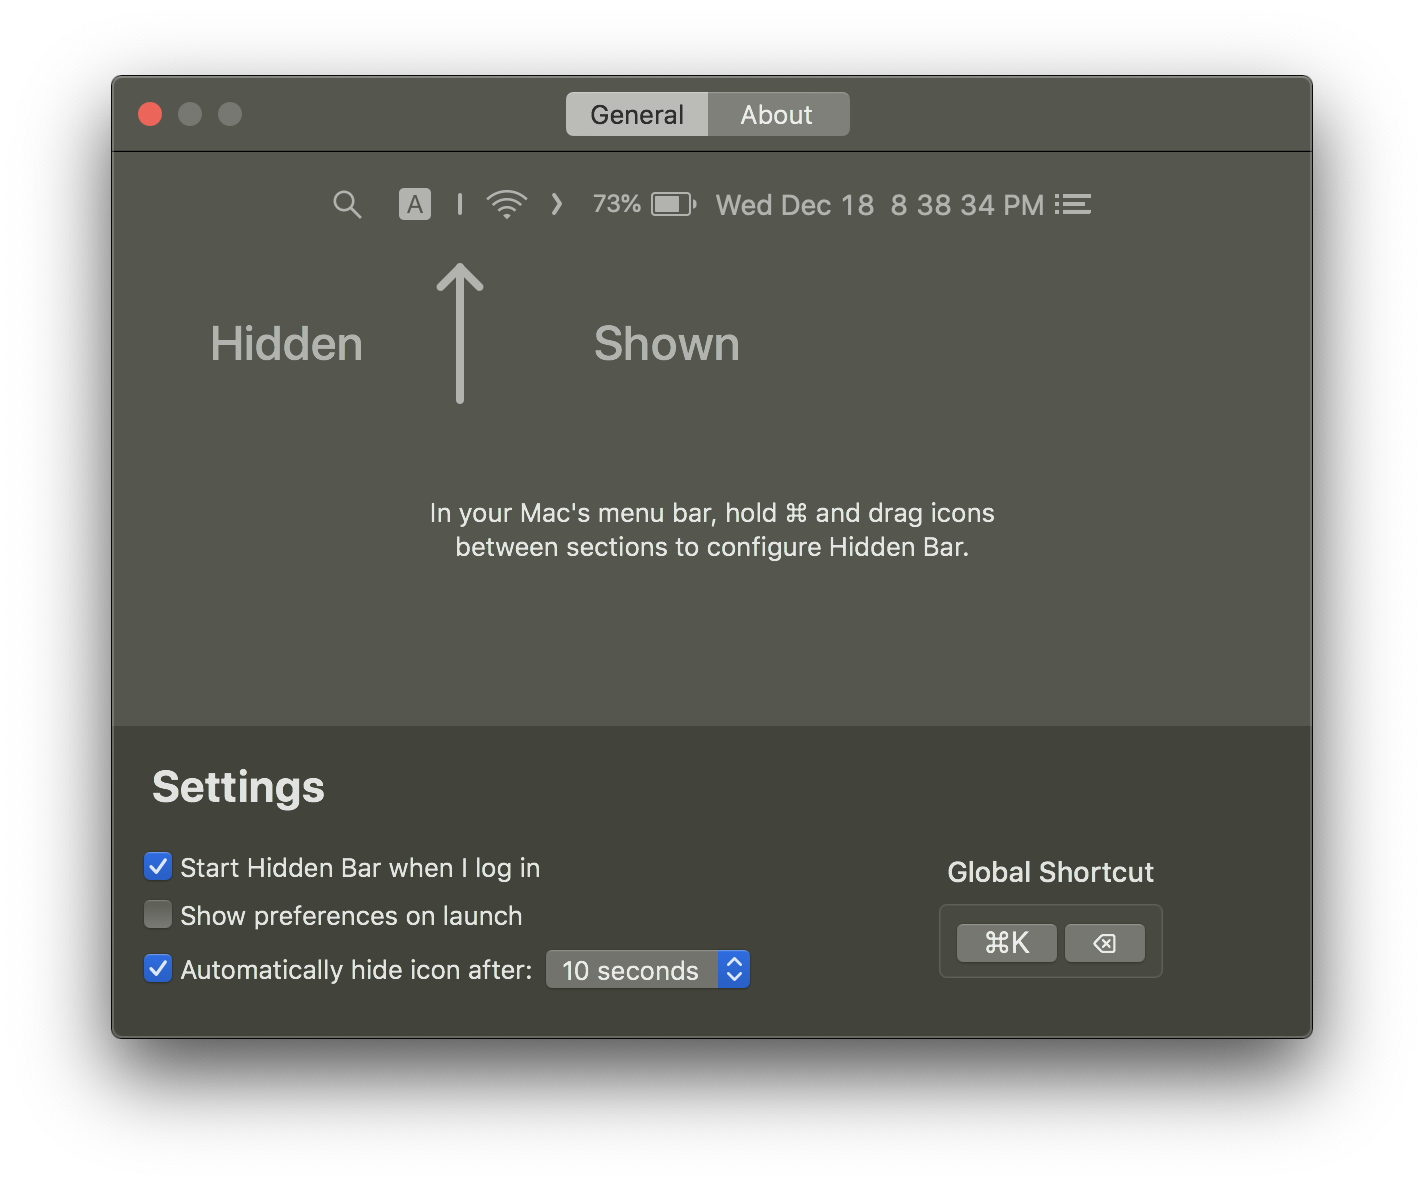 General About
A 73% Wed Dec 18 8 38 34 PM
Hidden Shown
In your Mac's menu bar, hold ⌘ and drag icons
between sections to configure Hidden Bar.
Settings
Start Hidden Bar when I log in
Show preferences on launch
Automatically hide icon after: 10 seconds
Global Shortcut
⌘K